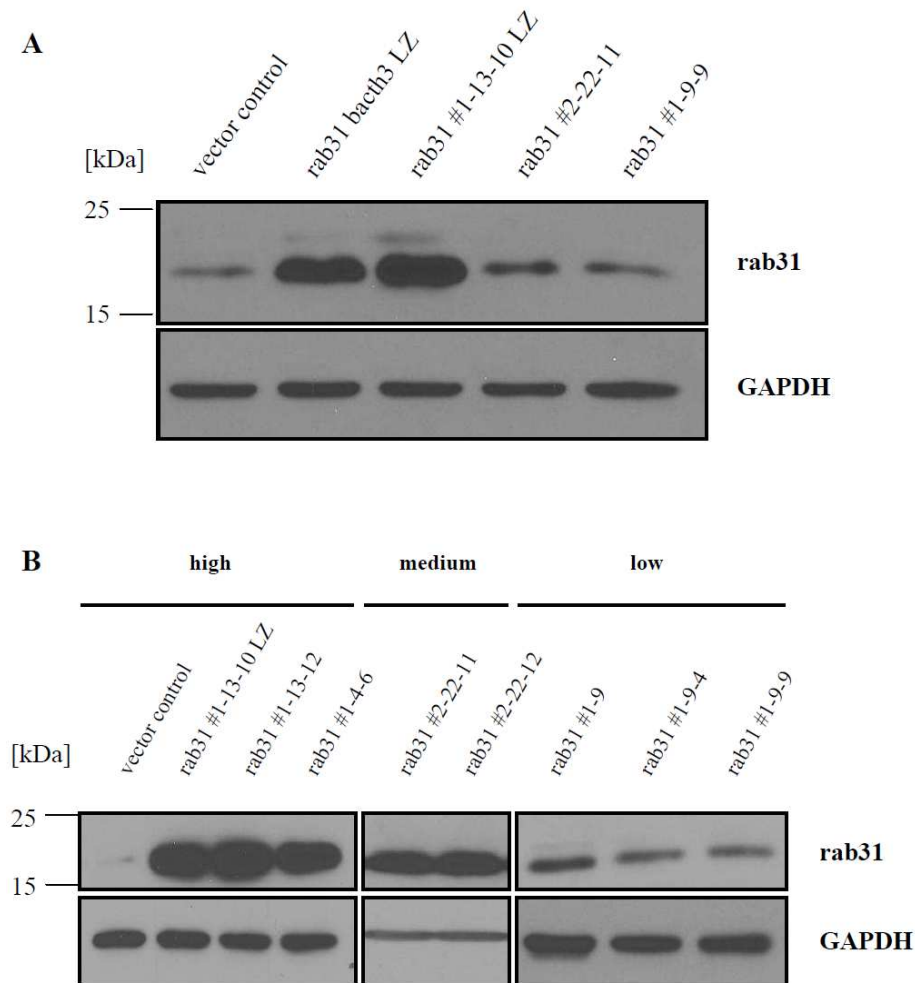 A
vector control
rab31 bacth3 LZ
rab31 #1-13-10 LZ
rab31 #2-22-11
rab31 #1-9-9
[kDa]
25
rab31
15
GAPDH
B
high
medium
low
vector control
rab31 #1-13-10 LZ
rab31 #1-13-12
rab31 #1-4-6
rab31 #2-22-11
rab31 #2-22-12
rab31 #1-9
rab31 #1-9-4
rab31 #1-9-9
[kDa]
25
rab31
15
GAPDH